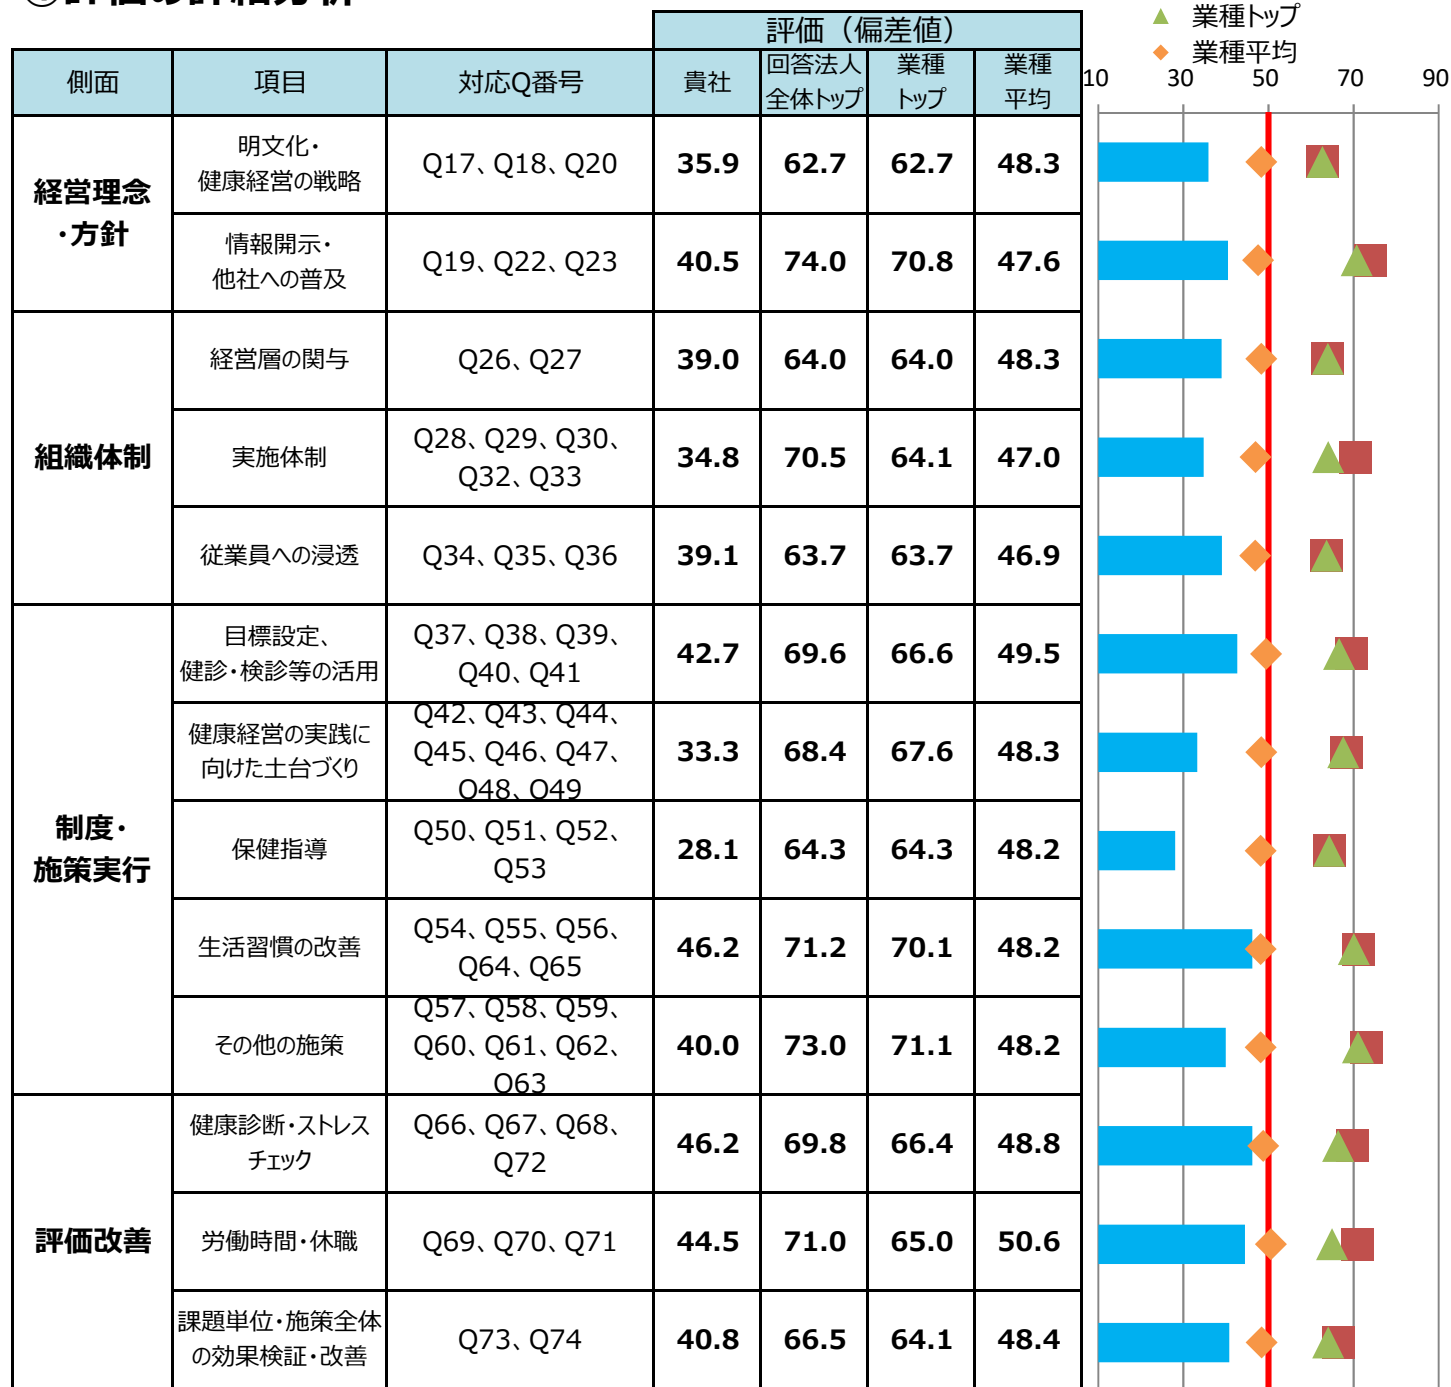 ▲ 業種トップ
◆ 業種平均
評価（偏差値）
側面 項目 対応Q番号 貴社 回答法人 業種 業種
全体トップ トップ 平均
10 30 50 70 90
経営理念
・方針
明文化・
健康経営の戦略
Q17、Q18、Q20 35.9 62.7 62.7 48.3
情報開示・
他社への普及
Q19、Q22、Q23 40.5 74.0 70.8 47.6
組織体制
経営層の関与 Q26、Q27 39.0 64.0 64.0 48.3
実施体制
Q28、Q29、Q30、
Q32、Q33
34.8 70.5 64.1 47.0
従業員への浸透 Q34、Q35、Q36 39.1 63.7 63.7 46.9
制度・
施策実行
目標設定、
健診・検診等の活用
Q37、Q38、Q39、
Q40、Q41
42.7 69.6 66.6 49.5
健康経営の実践に
向けた土台づくり
Q42、Q43、Q44、
Q45、Q46、Q47、
Q48、Q49
33.3 68.4 67.6 48.3
保健指導
Q50、Q51、Q52、
Q53
28.1 64.3 64.3 48.2
生活習慣の改善
Q54、Q55、Q56、
Q64、Q65
46.2 71.2 70.1 48.2
その他の施策
Q57、Q58、Q59、
Q60、Q61、Q62、
Q63
40.0 73.0 71.1 48.2
評価改善
健康診断・ストレス
チェック
Q66、Q67、Q68、
Q72
46.2 69.8 66.4 48.8
労働時間・休職 Q69、Q70、Q71 44.5 71.0 65.0 50.6
課題単位・施策全体
の効果検証・改善
Q73、Q74 40.8 66.5 64.1 48.4